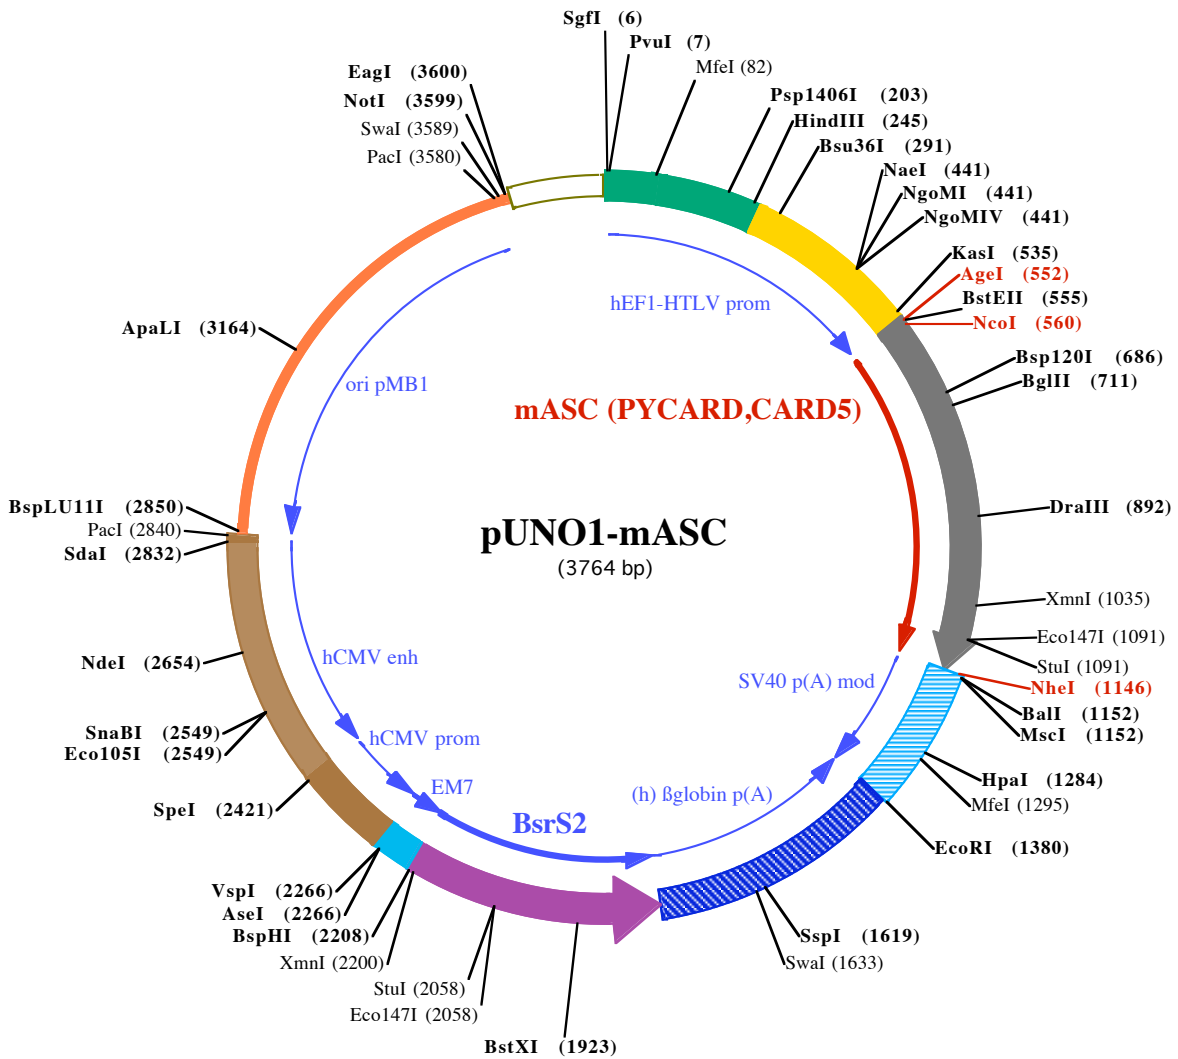 SgfI (6)
PvuI (7)
MfeI (82)
EagI (3600)
NotI (3599)
SwaI (3589)
PacI (3580)
Psp1406I (203)
HindIII (245)
Bsu36I (291)
NaeI (441)
NgoMI (441)
NgoMIV (441)
KasI (535)
AgeI (552)
BstEII (555)
NcoI (560)
hEF1-HTLV prom
ApaLI (3164)
Bsp120I (686)
BglII (711)
ori pMB1
mASC (PYCARD,CARD5)
BspLU11I (2850)
PacI (2840)
SdaI (2832)
DraIII (892)
pUNO1-mASC
(3764 bp)
XmnI (1035)
Eco147I (1091)
StuI (1091)
NheI (1146)
BalI (1152)
MscI (1152)
NdeI (2654)
hCMV enh
SV40 p(A) mod
SnaBI (2549)
Eco105I (2549)
hCMV prom
HpaI (1284)
MfeI (1295)
EM7
(h) ßglobin p(A)
SpeI (2421)
BsrS2
EcoRI (1380)
VspI (2266)
AseI (2266)
BspHI (2208)
XmnI (2200)
StuI (2058)
Eco147I (2058)
BstXI (1923)
SspI (1619)
SwaI (1633)